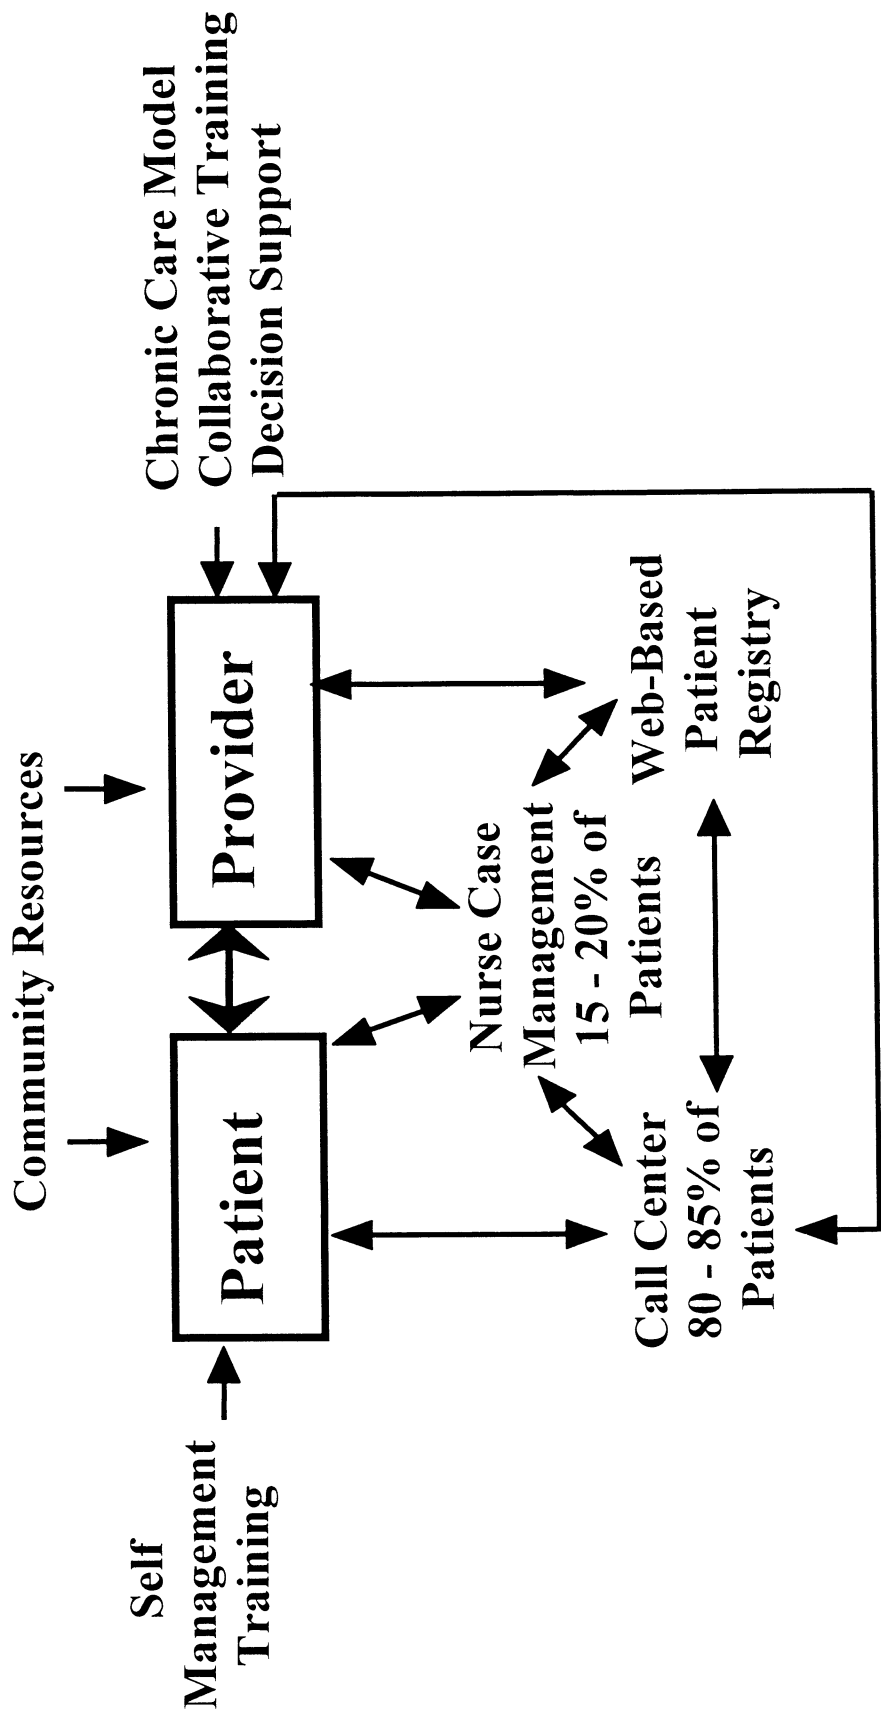 Community Resources
Self
Management
Training
Patient
Provider
Chronic Care Model
Collaborative Training
Decision Support
Nurse Case
Management
15 - 20% of
Patients
Call Center
80 - 85% of
Patients
Web-Based
Patient
Registry